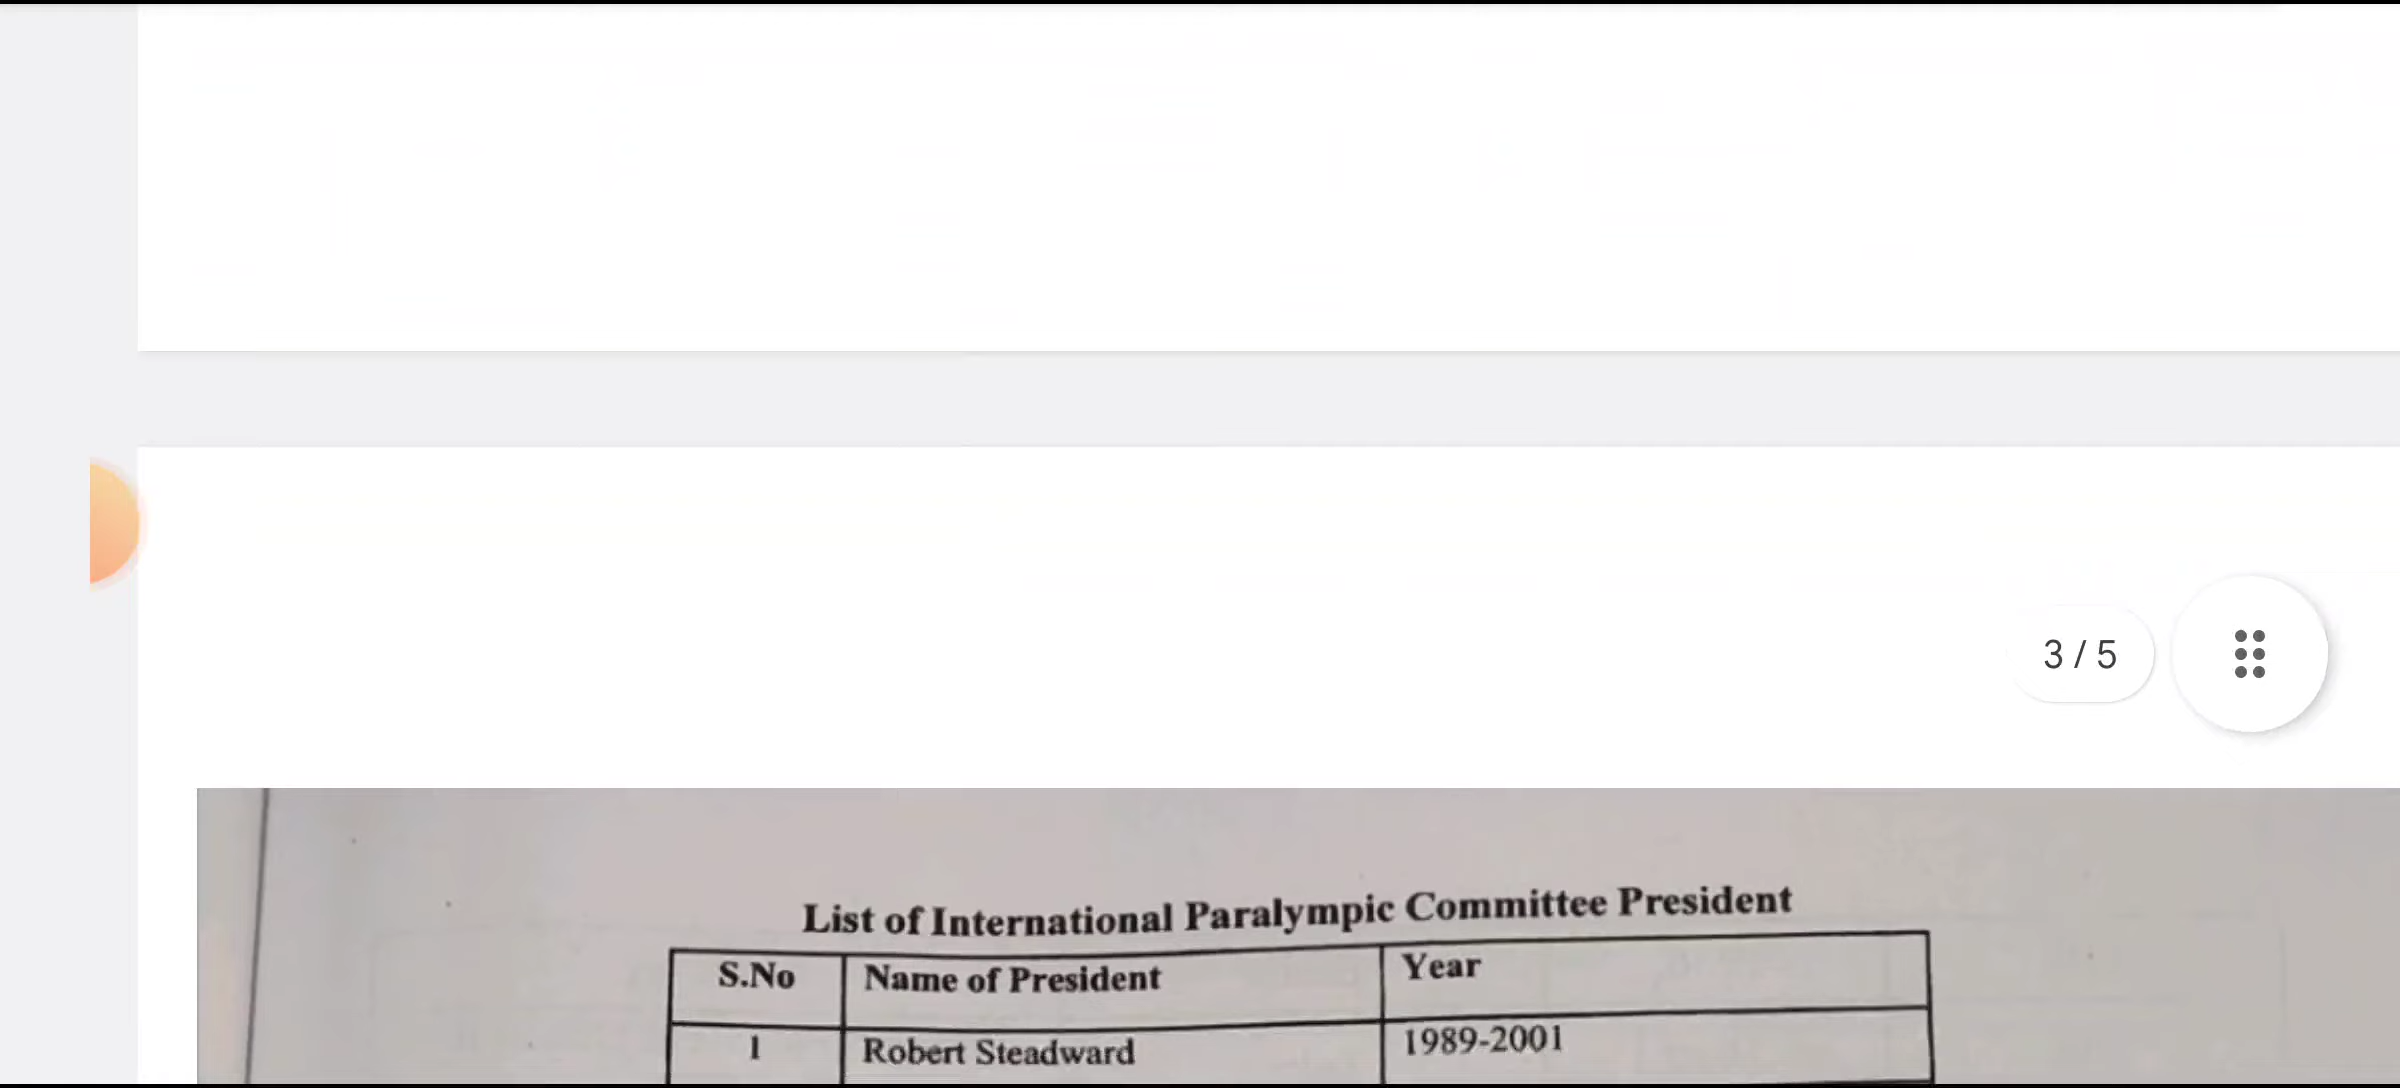 3 / 5
List of International Paralympic Committee President
S.No Name of President Year
1 Robert Steadward 1989-2001